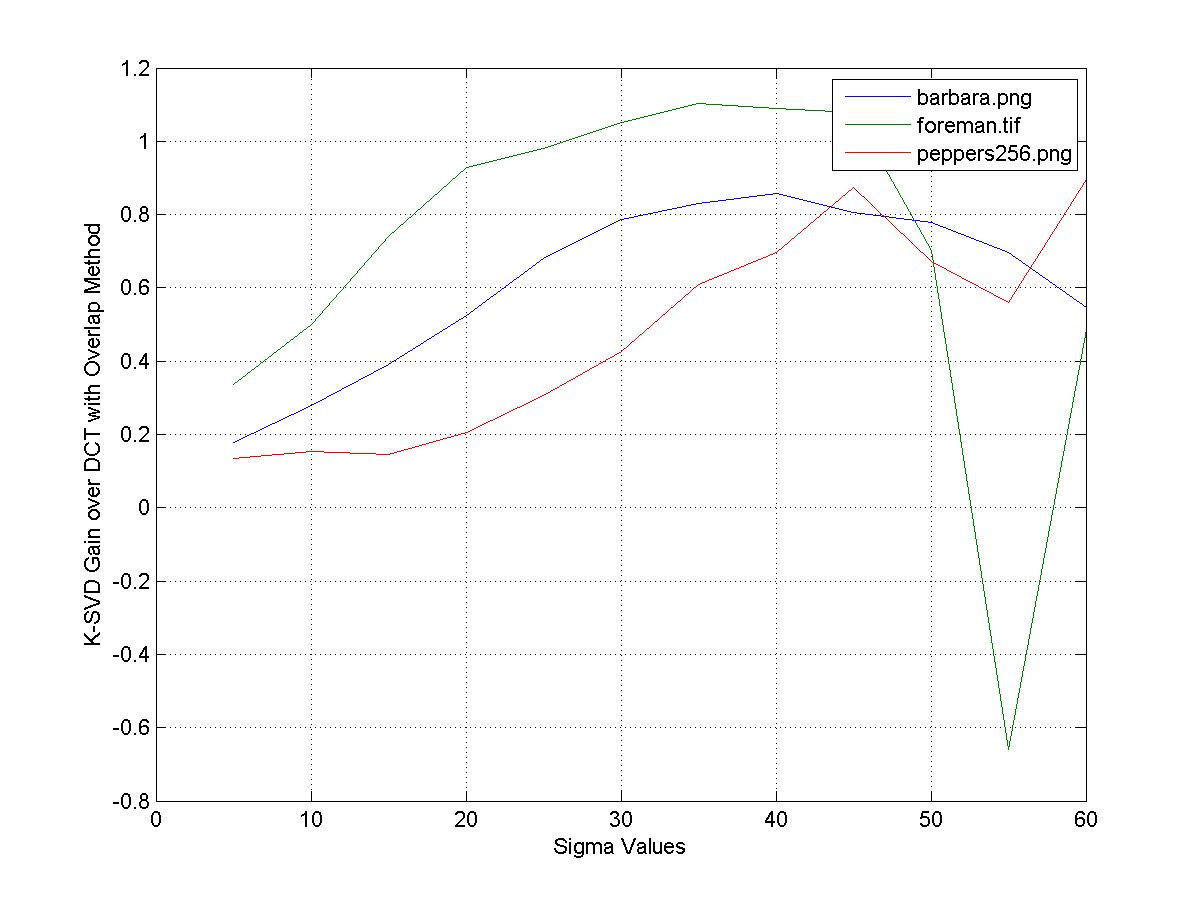 1.2
1
0.8
0.6
0.4
0.2
0
-0.2
-0.4
-0.6
-0.8
K-SVD Gain over DCT with Overlap Method
barbara.png
foreman.tif
peppers256.png
0 10 20 30 40 50 60
Sigma Values